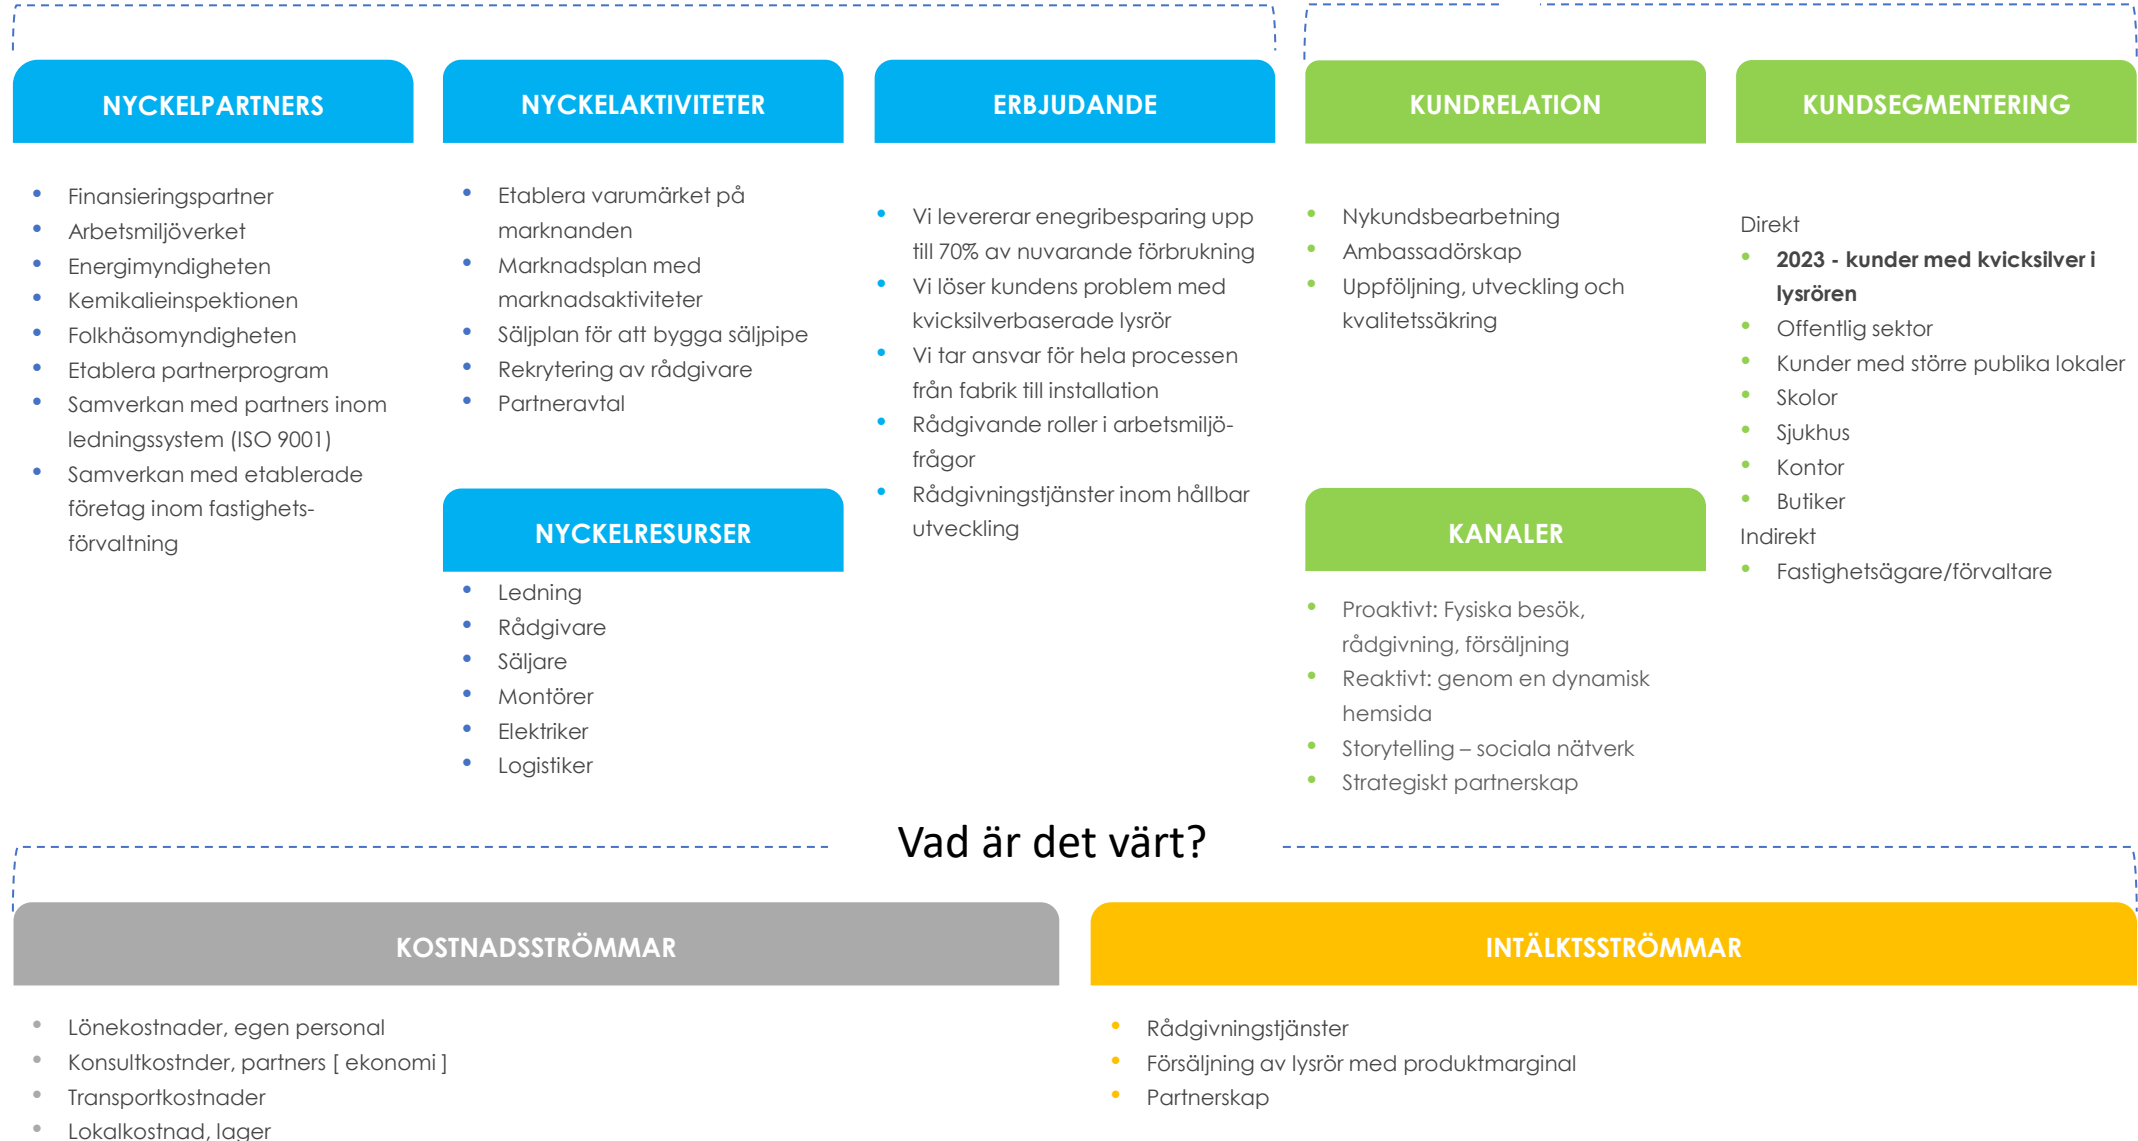 NYCKELPARTNERS
Finansieringspartner
Arbetsmiljöverket
Energimyndigheten
Kemikalieinspektionen
Folkhäsomyndigheten
Etablera partnerprogram
Samverkan med partners inom
ledningssystem (ISO 9001)
Samverkan med etablerade
företag inom fastighets-
förvaltning
NYCKELAKTIVITETER
Etablera varumärket på
marknanden
Marknadsplan med
marknadsaktiviteter
Säljplan för att bygga säljpipe
Rekrytering av rådgivare
Partneravtal
NYCKELRESURSER
Ledning
Rådgivare
Säljare
Montörer
Elektriker
Logistiker
ERBJUDANDE
Vi levererar enegribesparing upp
till 70% av nuvarande förbrukning
Vi löser kundens problem med
kvicksilverbaserade lysrör
Vi tar ansvar för hela processen
från fabrik till installation
Rådgivande roller i arbetsmiljö-
frågor
Rådgivningstjänster inom hållbar
utveckling
KUNDRELATION
Nykundsbearbetning
Ambassadörskap
Uppföljning, utveckling och
kvalitetssäkring
KANALER
Proaktivt: Fysiska besök,
rådgivning, försäljning
Reaktivt: genom en dynamisk
hemsida
Storytelling – sociala nätverk
Strategiskt partnerskap
KUNDSEGMENTERING
Direkt
2023 - kunder med kvicksilver i
lysrören
Offentlig sektor
Kunder med större publika lokaler
Skolor
Sjukhus
Kontor
Butiker
Indirekt
Fastighetsägare/förvaltare
Vad är det värt?
KOSTNADSSTRÖMMAR
Lönekostnader, egen personal
Konsultkostnder, partners [ ekonomi ]
Transportkostnader
Lokalkostnad, lager
INTÄLKTSSTRÖMMAR
Rådgivningstjänster
Försäljning av lysrör med produktmarginal
Partnerskap